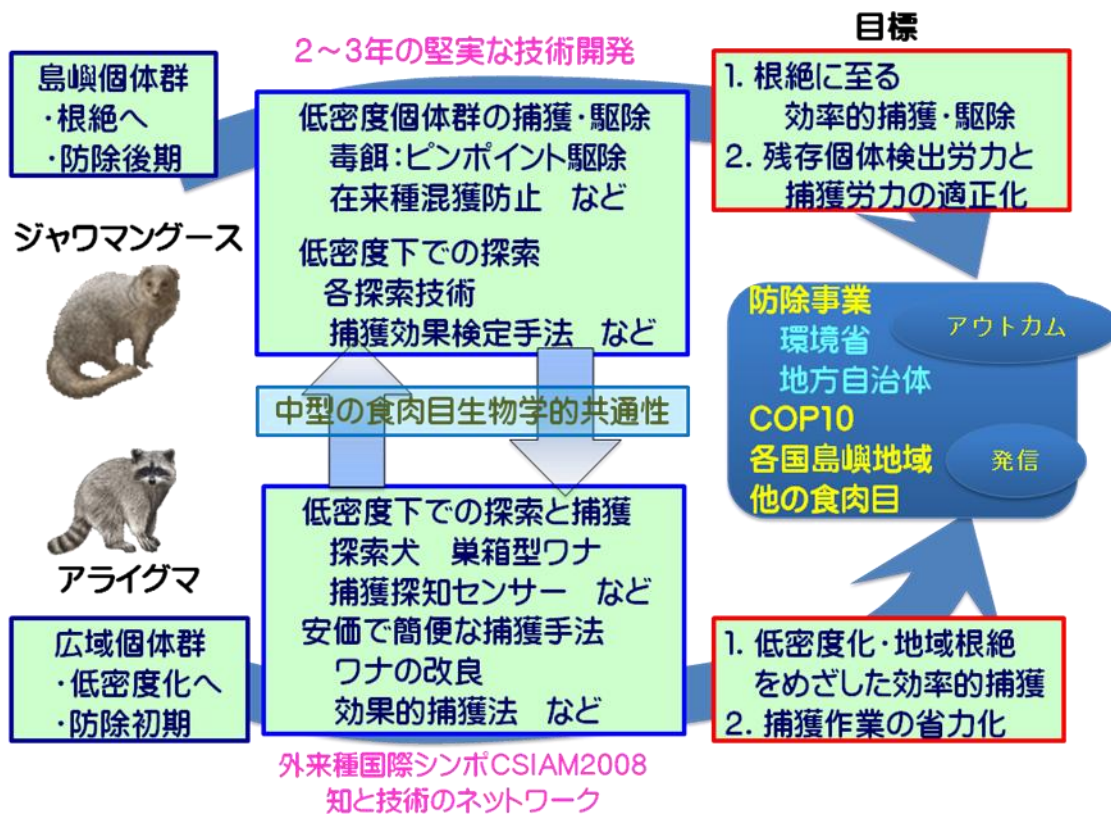 ２～３年の堅実な技術開発
目標
島嶼個体群
・根絶へ
・防除後期
低密度個体群の捕獲・駆除
毒餌：ピンポイント駆除
在来種混獲防止　など
低密度下での探索
各探索技術
捕獲効果検定手法　など
1. 根絶に至る
効率的捕獲・駆除
2. 残存個体検出労力と
捕獲労力の適正化
ジャワマングース
防除事業
アウトカム
環境省
地方自治体
COP10
各国島嶼地域
発信
他の食肉目
中型の食肉目生物学的共通性
アライグマ
低密度下での探索と捕獲
探索犬　巣箱型ワナ
捕獲探知センサー　など
安価で簡便な捕獲手法
ワナの改良
効果的捕獲法　など
広域個体群
・低密度化へ
・防除初期
1. 低密度化・地域根絶
をめざした効率的捕獲
2. 捕獲作業の省力化
外来種国際シンポCSIAM2008
知と技術のネットワーク